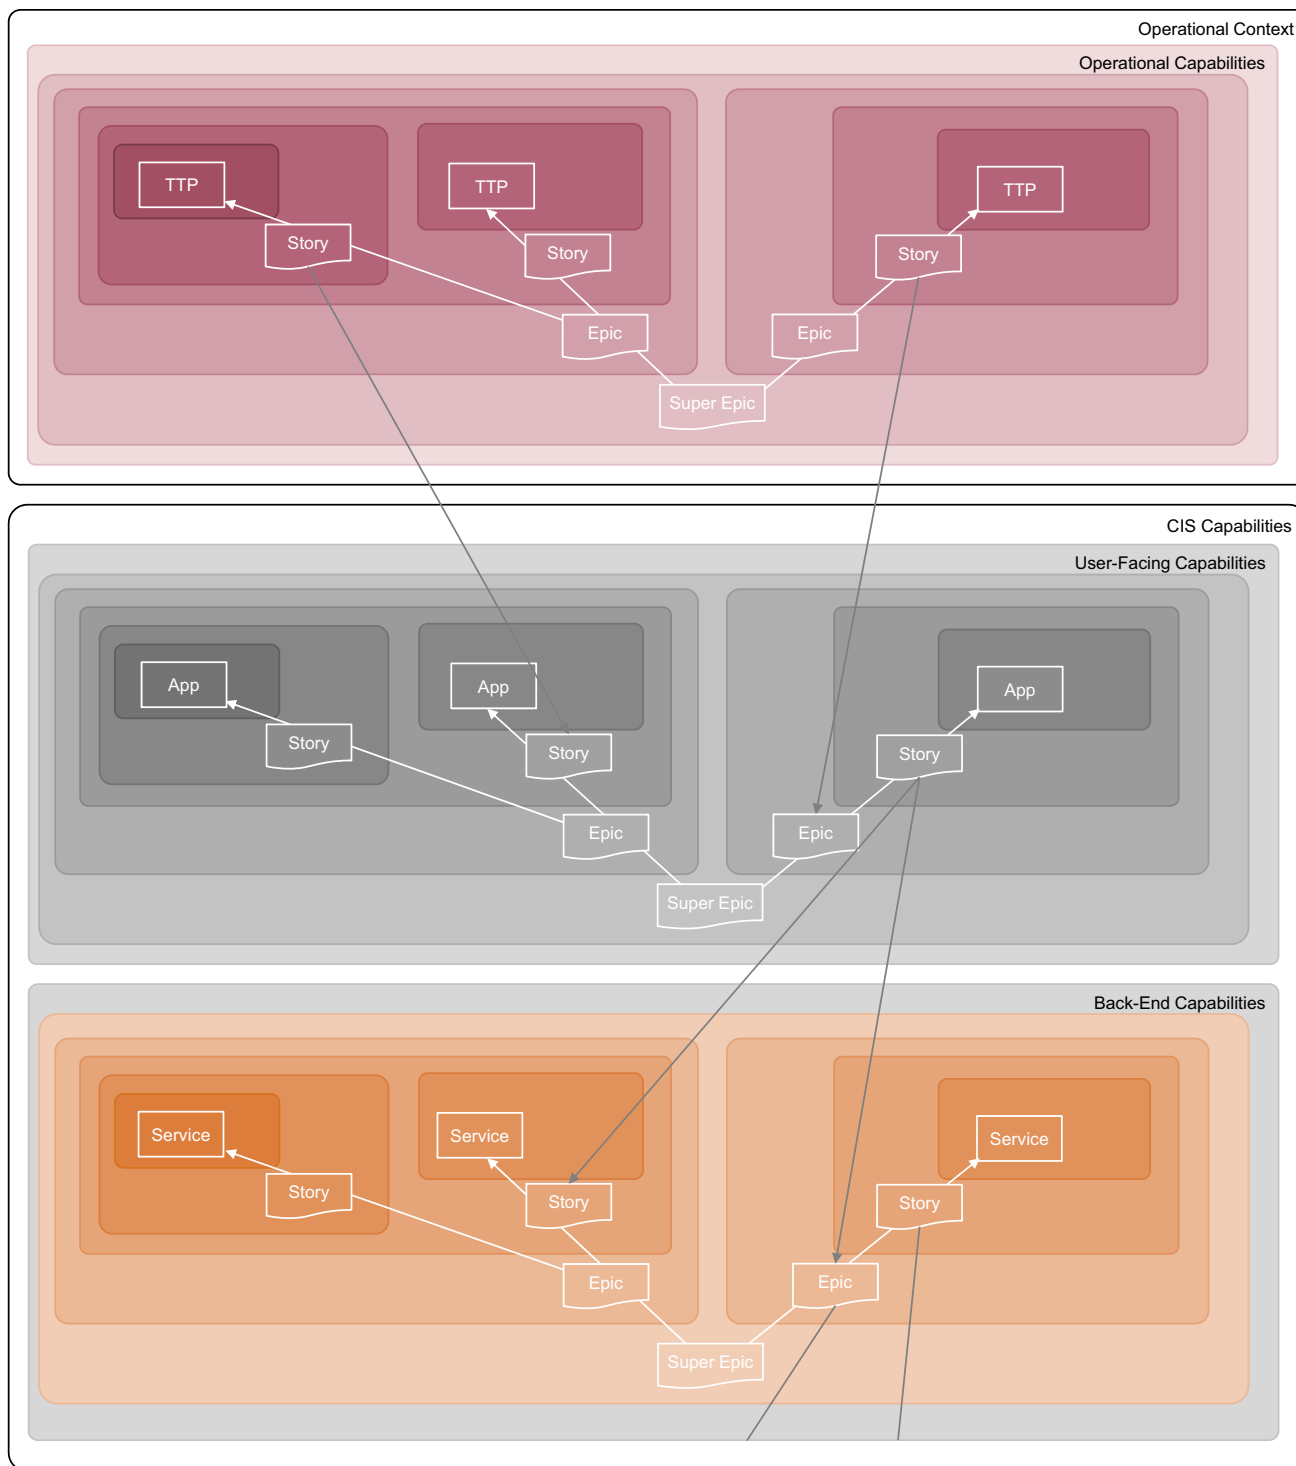 Operational Context
Operational Capabilities
TTP
TTP
TTP
Story
Story
Story
Epic
Epic
Super Epic
CIS Capabilities
User-Facing Capabilities
App
App
App
Story
Story
Story
Epic
Epic
Super Epic
Back-End Capabilities
Service
Service
Service
Story
Story
Story
Epic
Epic
Super Epic